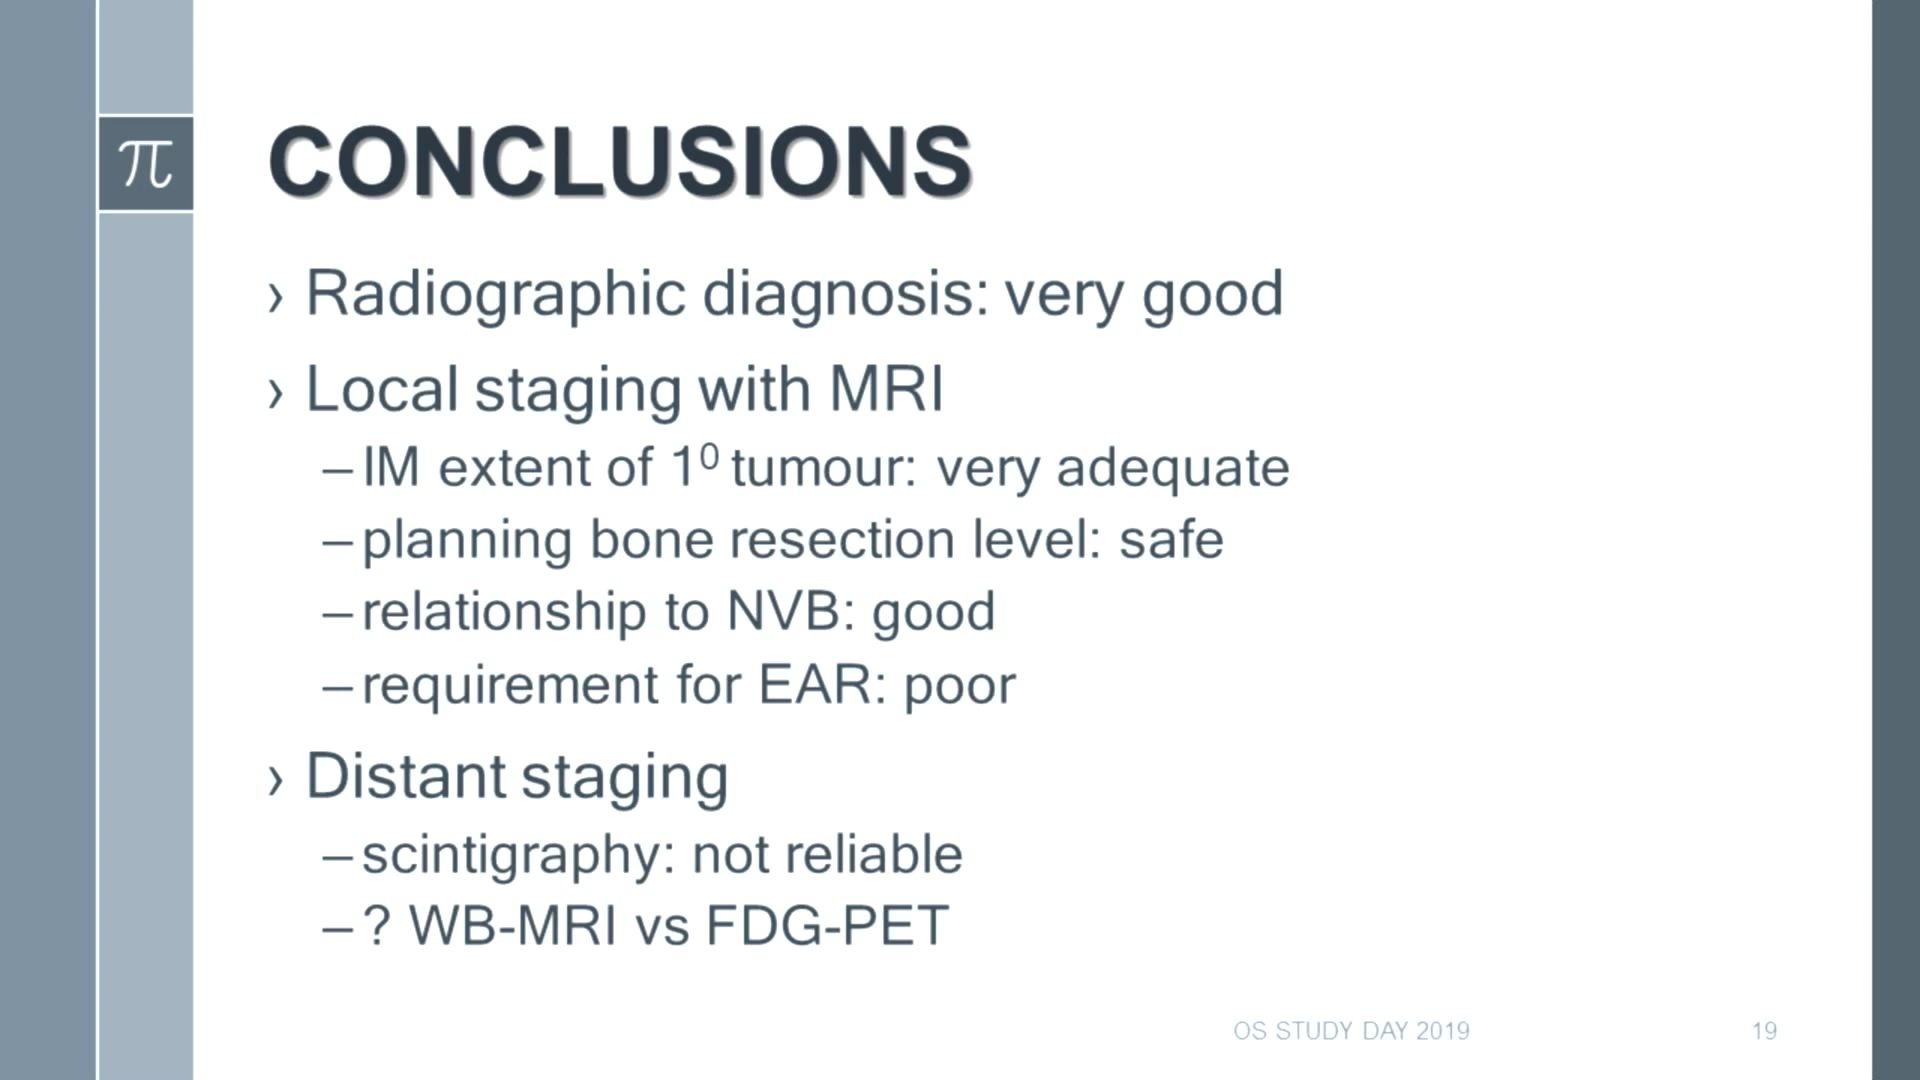 π
CONCLUSIONS
› Radiographic diagnosis: very good
› Local staging with MRI
– IM extent of 1⁰ tumour: very adequate
– planning bone resection level: safe
– relationship to NVB: good
– requirement for EAR: poor
› Distant staging
– scintigraphy: not reliable
– ? WB-MRI vs FDG-PET
OS STUDY DAY 2019
19